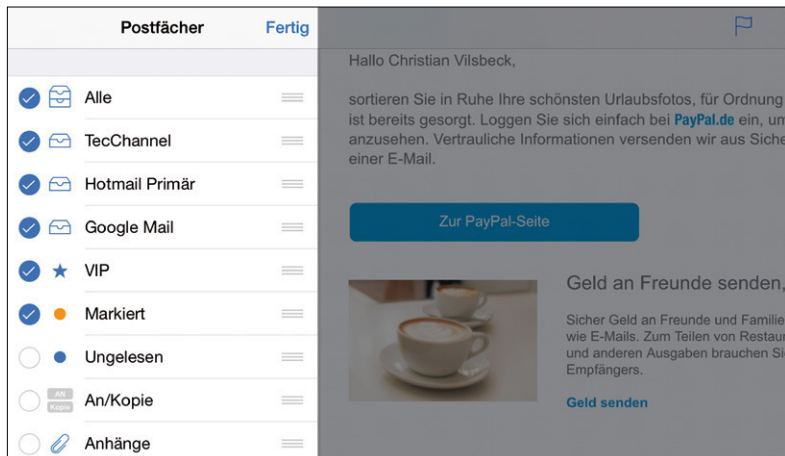 Postfächer Fertig
Alle
TecChannel
Hotmail Primär
Google Mail
VIP
Markiert
Ungelesen
AN
Kopie
An/Kopie
Anhänge
Hallo Christian Vilsbeck,
sortieren Sie in Ruhe Ihre schönsten Urlaubsfotos, für Ordnung
ist bereits gesorgt. Loggen Sie sich einfach bei PayPal.de ein, um
anzusehen. Vertrauliche Informationen versenden wir aus Siche
einer E-Mail.
Zur PayPal-Seite
Geld an Freunde senden,
Sicher Geld an Freunde und Familie
wie E-Mails. Zum Teilen von Restaur
und anderen Ausgaben brauchen Sie
Empfängers.
Geld senden